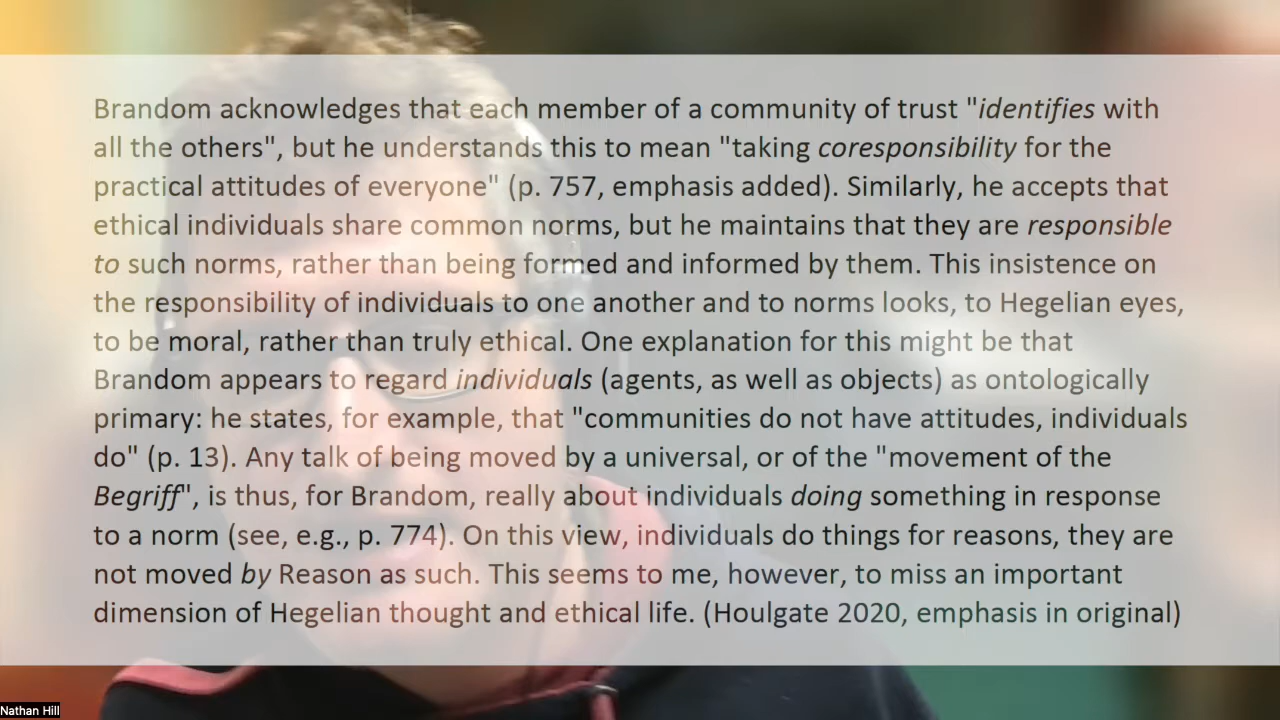 Brandom acknowledges that each member of a community of trust "identifies with
all the others", but he understands this to mean "taking coresponsibility for the
practical attitudes of everyone" (p. 757, emphasis added). Similarly, he accepts that
ethical individuals share common norms, but he maintains that they are responsible
to such norms, rather than being formed and informed by them. This insistence on
the responsibility of individuals to one another and to norms looks, to Hegelian eyes,
to be moral, rather than truly ethical. One explanation for this might be that
Brandom appears to regard individuals (agents, as well as objects) as ontologically
primary: he states, for example, that "communities do not have attitudes, individuals
do" (p. 13). Any talk of being moved by a universal, or of the "movement of the
Begriff", is thus, for Brandom, really about individuals doing something in response
to a norm (see, e.g., p. 774). On this view, individuals do things for reasons, they are
not moved by Reason as such. This seems to me, however, to miss an important
dimension of Hegelian thought and ethical life. (Houlgate 2020, emphasis in original)
Nathan Hill